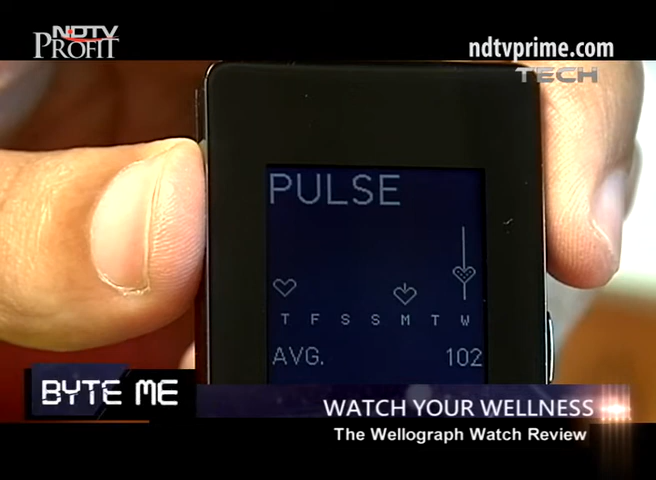 NDTV
PROFIT
ndtvprime.com
TECH
PULSE
T F S S M T W
AVG. 102
BYTE ME
WATCH YOUR WELLNESS
The Wellograph Watch Review